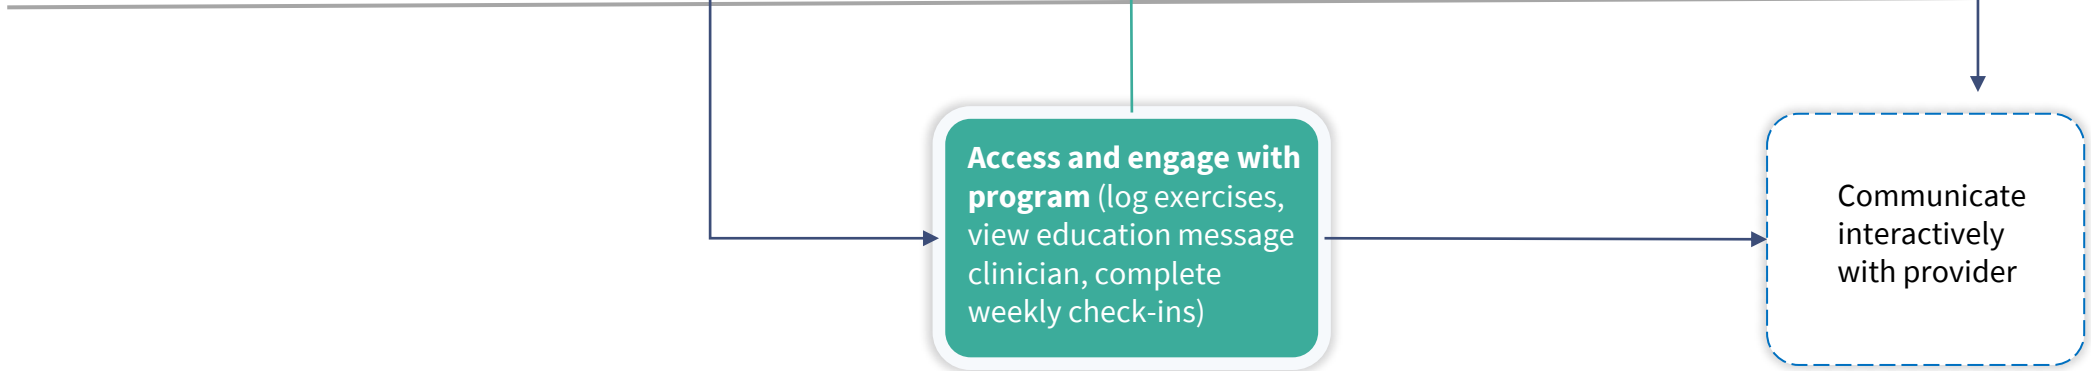 Access and engage with
program (log exercises,
view education message
clinician, complete
weekly check-ins)
Communicate
interactively
with provider